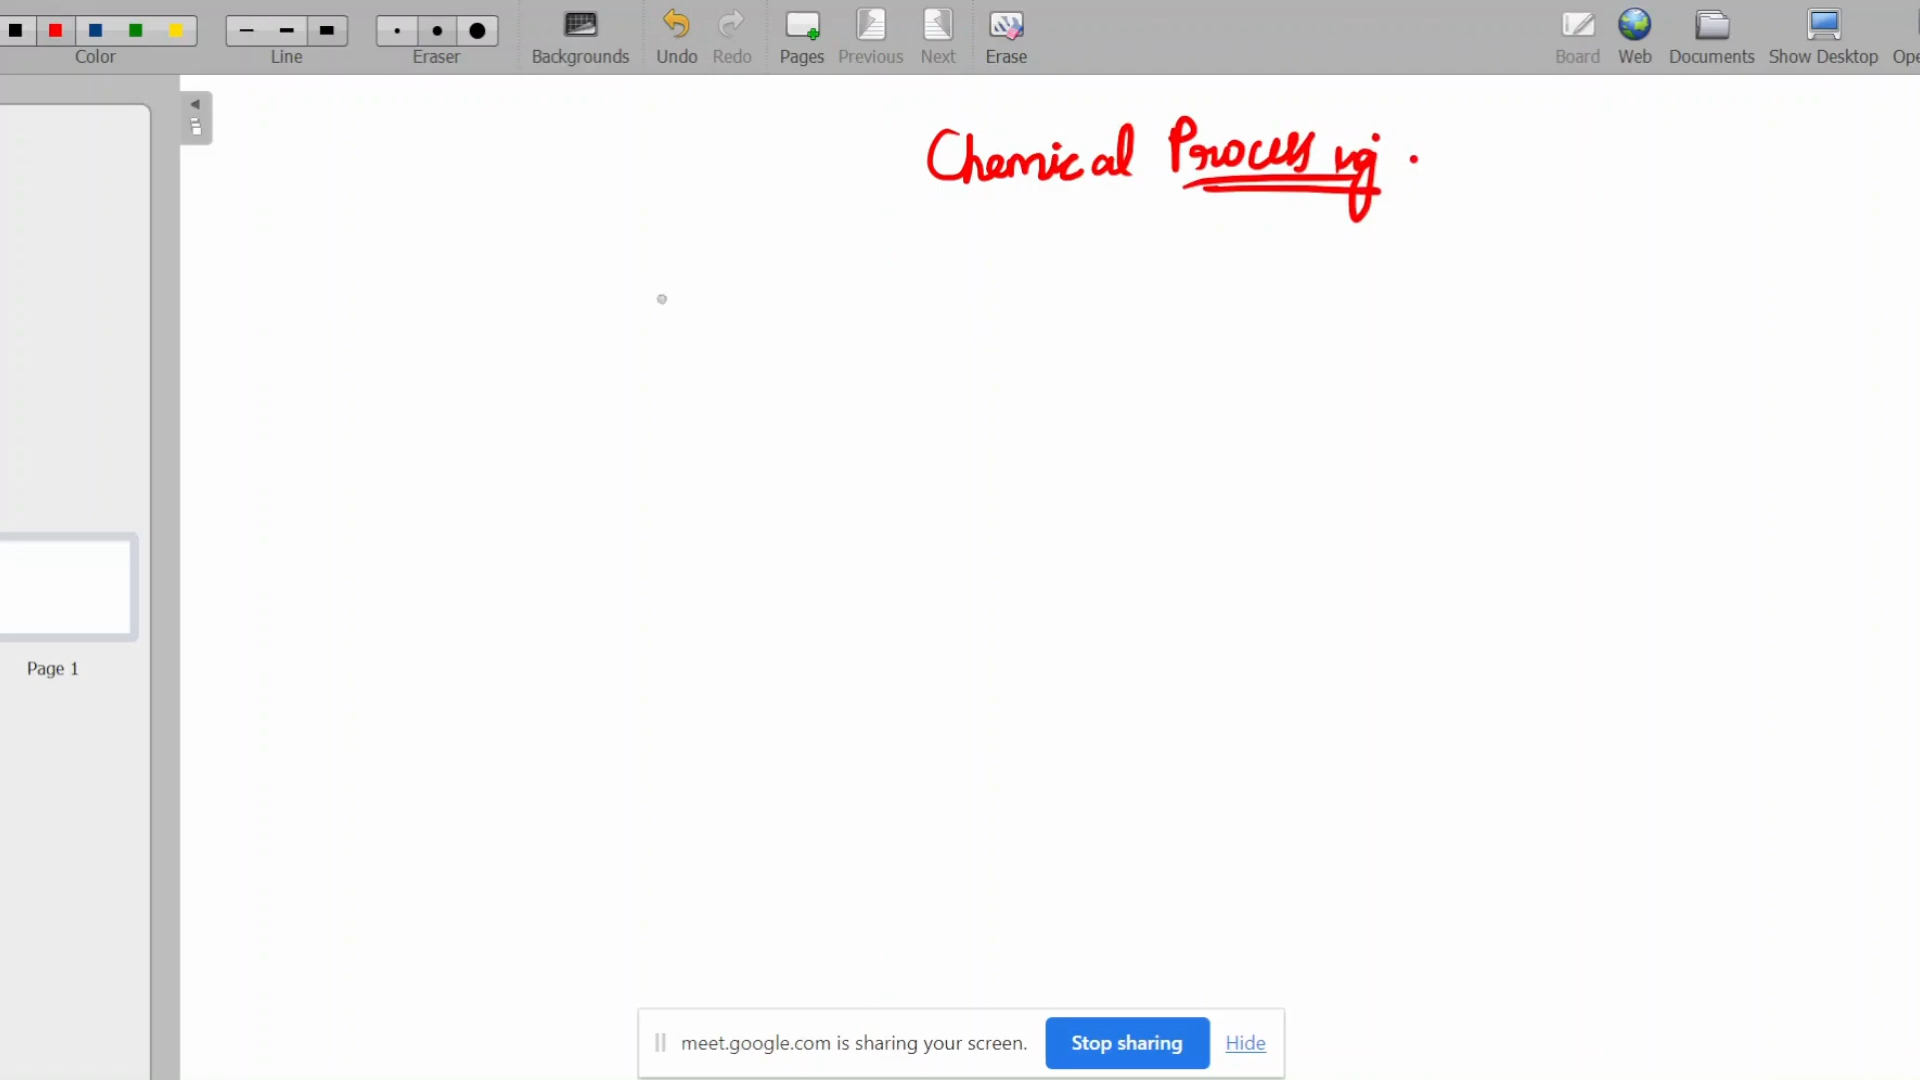 Color
Line
Eraser
Backgrounds
Undo
Redo
Pages
Previous
Next
Erase
Board
Web
Documents
Show Desktop
Ope
Chemical Processing .
Page 1
meet.google.com is sharing your screen.
Stop sharing
Hide